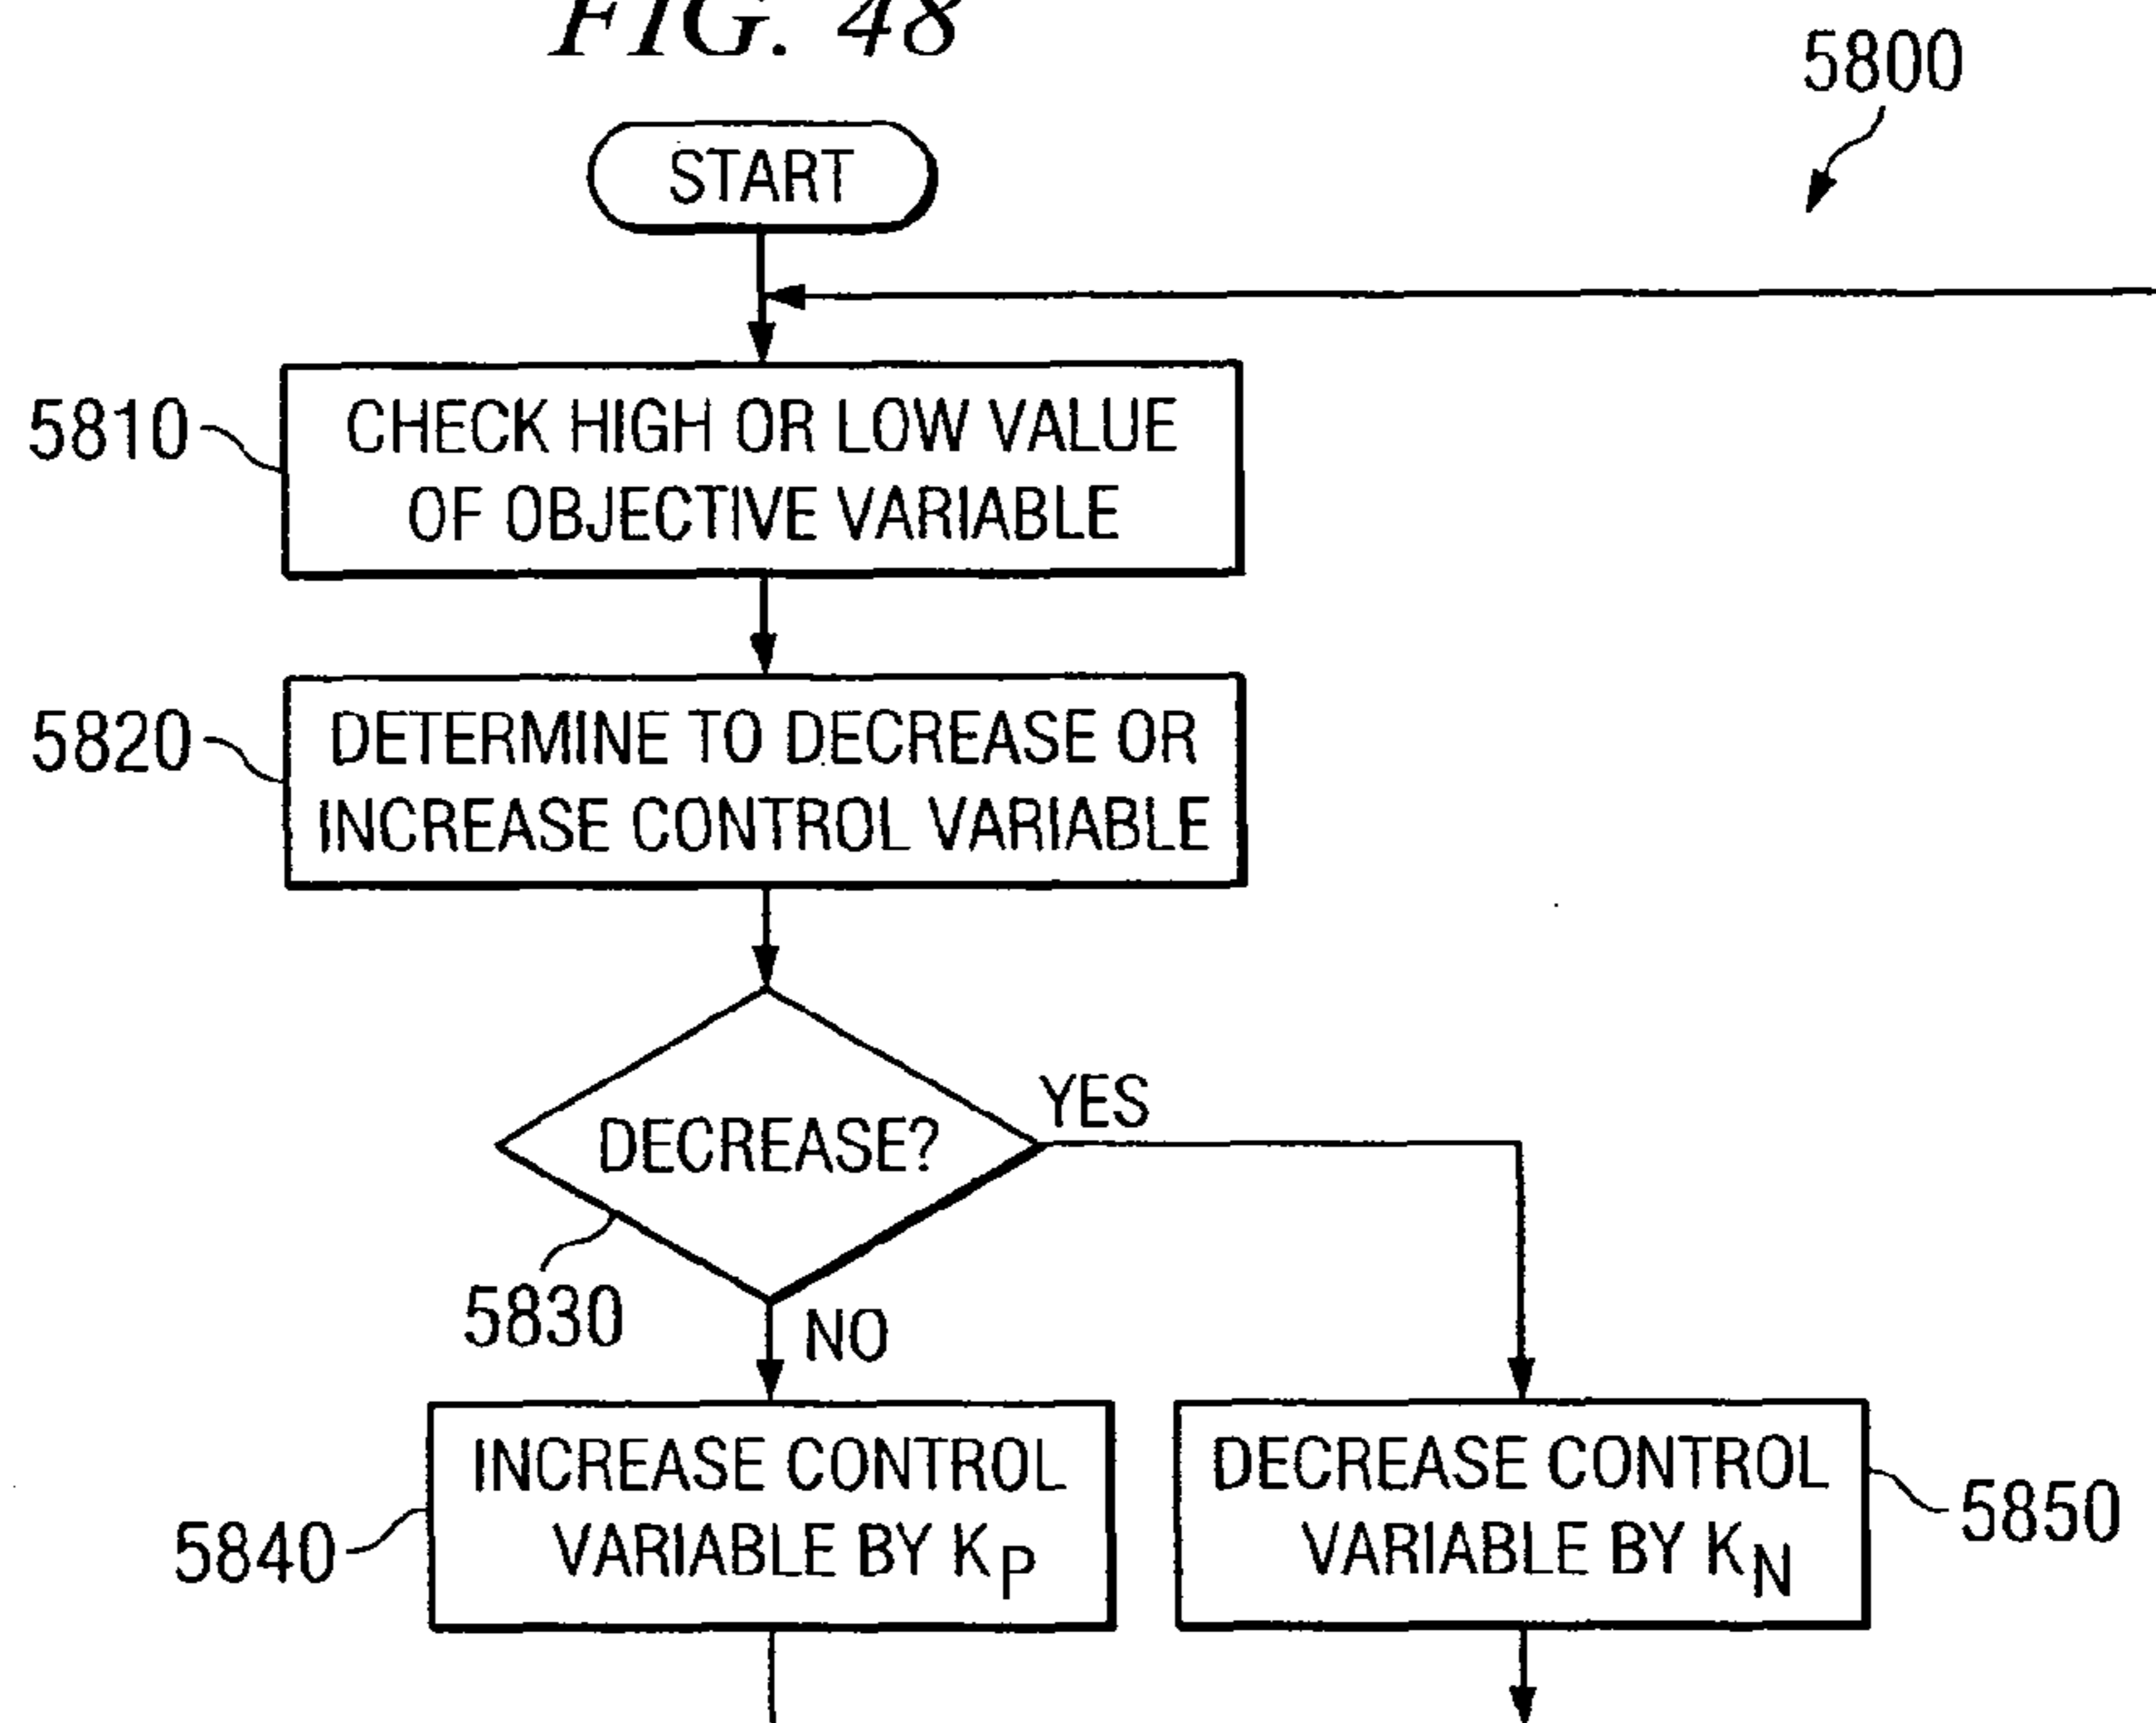 FIG. 48
5800
START
5810
CHECK HIGH OR LOW VALUE
OF OBJECTIVE VARIABLE
5820
DETERMINE TO DECREASE OR
INCREASE CONTROL VARIABLE
DECREASE?
YES
5830
NO
INCREASE CONTROL
VARIABLE BY KP
5840
DECREASE CONTROL
VARIABLE BY KN
5850